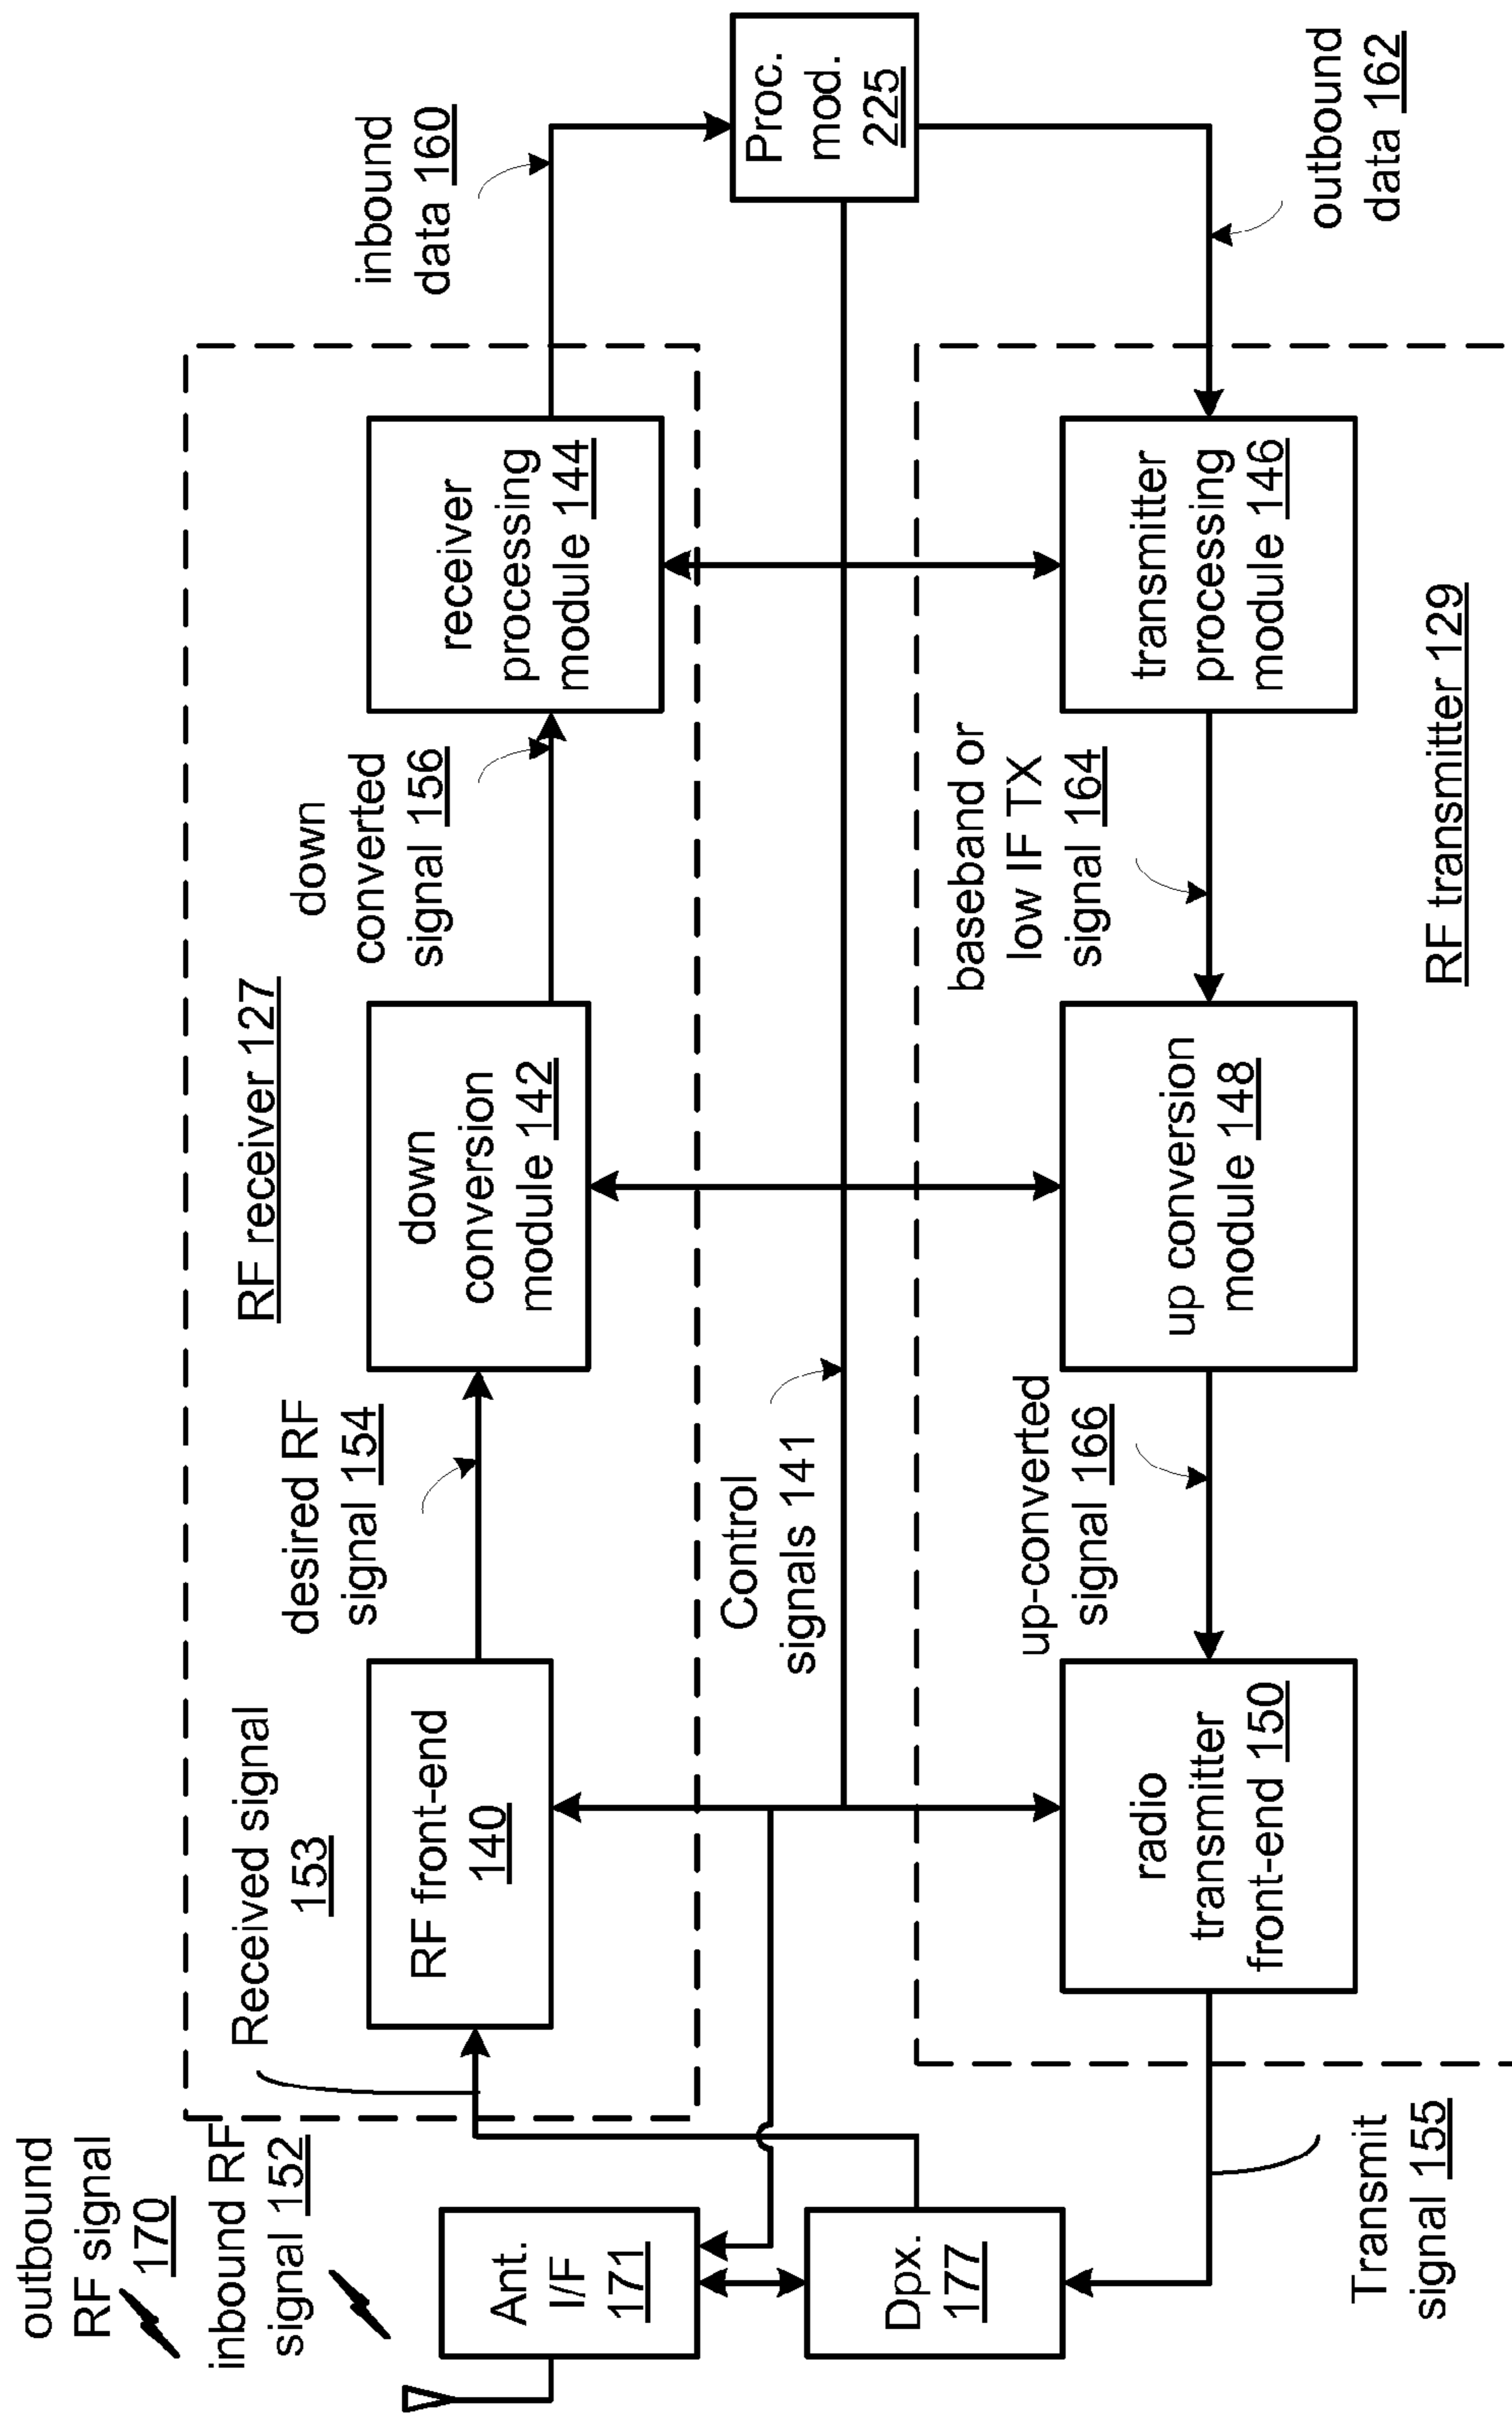 outbound
RF signal
170
inbound RF
signal 152
Received signal
153
desired RF
signal 154
RF receiver 127
down
converted
signal 156
inbound
data 160
Ant.
I/F
171
RF front-end
140
down
conversion
module 142
receiver
processing
module 144
Control
signals 141
Proc.
mod.
225
Dpx.
177
up-converted
signal 166
baseband or
low IF TX
signal 164
radio
transmitter
front-end 150
up conversion
module 148
transmitter
processing
module 146
outbound
data 162
Transmit
signal 155
RF transmitter 129